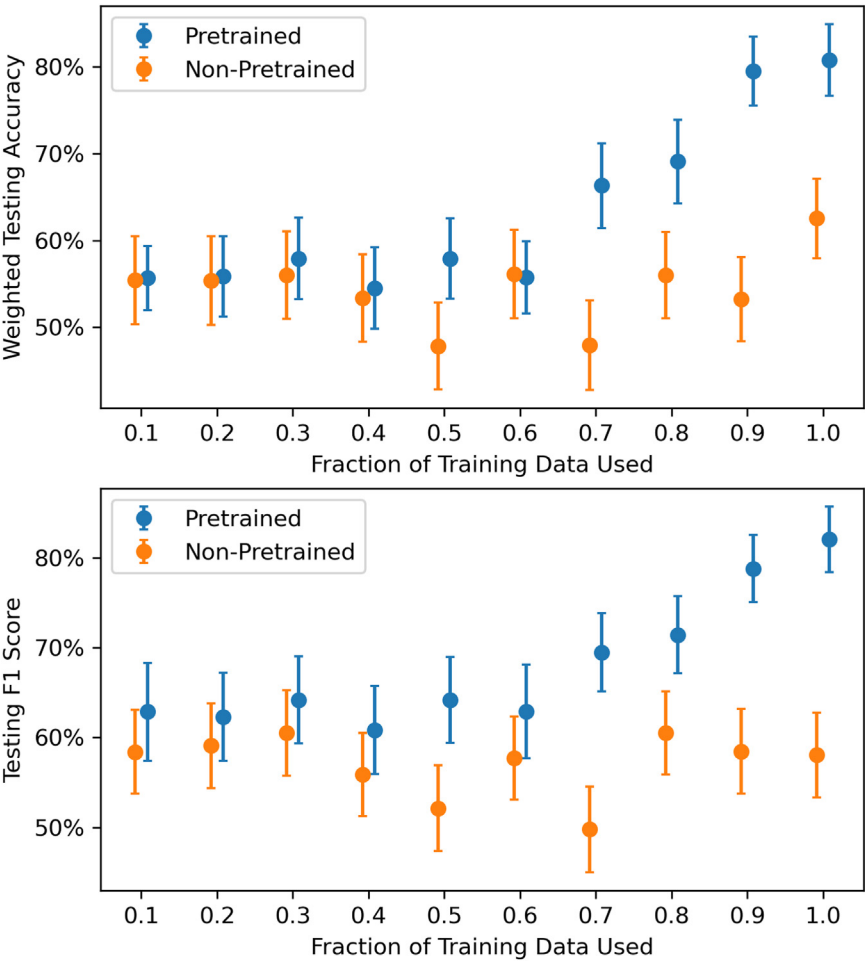 Pretrained
Non-Pretrained
Weighted Testing Accuracy
80%
70%
60%
50%
0.1 0.2 0.3 0.4 0.5 0.6 0.7 0.8 0.9 1.0
Fraction of Training Data Used
Pretrained
Non-Pretrained
Testing F1 Score
80%
70%
60%
50%
0.1 0.2 0.3 0.4 0.5 0.6 0.7 0.8 0.9 1.0
Fraction of Training Data Used